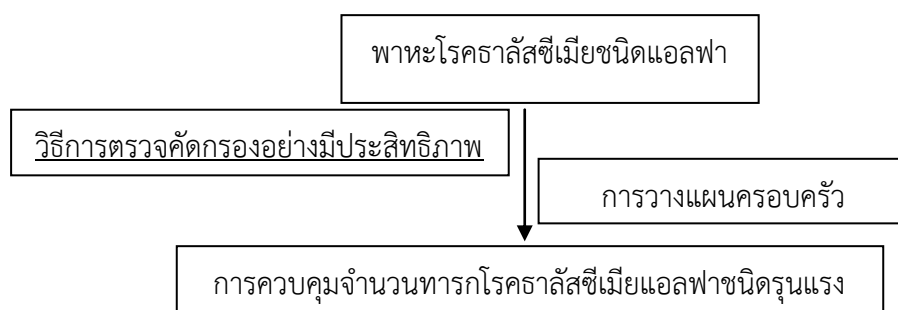 พาหะโรคธาลัสซีเมียชนิดแอลฟา
วิธีการตรวจคัดกรองอย่างมีประสิทธิภาพ
การวางแผนครอบครัว
การควบคุมจำนวนทารกโรคธาลัสซีเมียแอลฟาชนิดรุนแรง